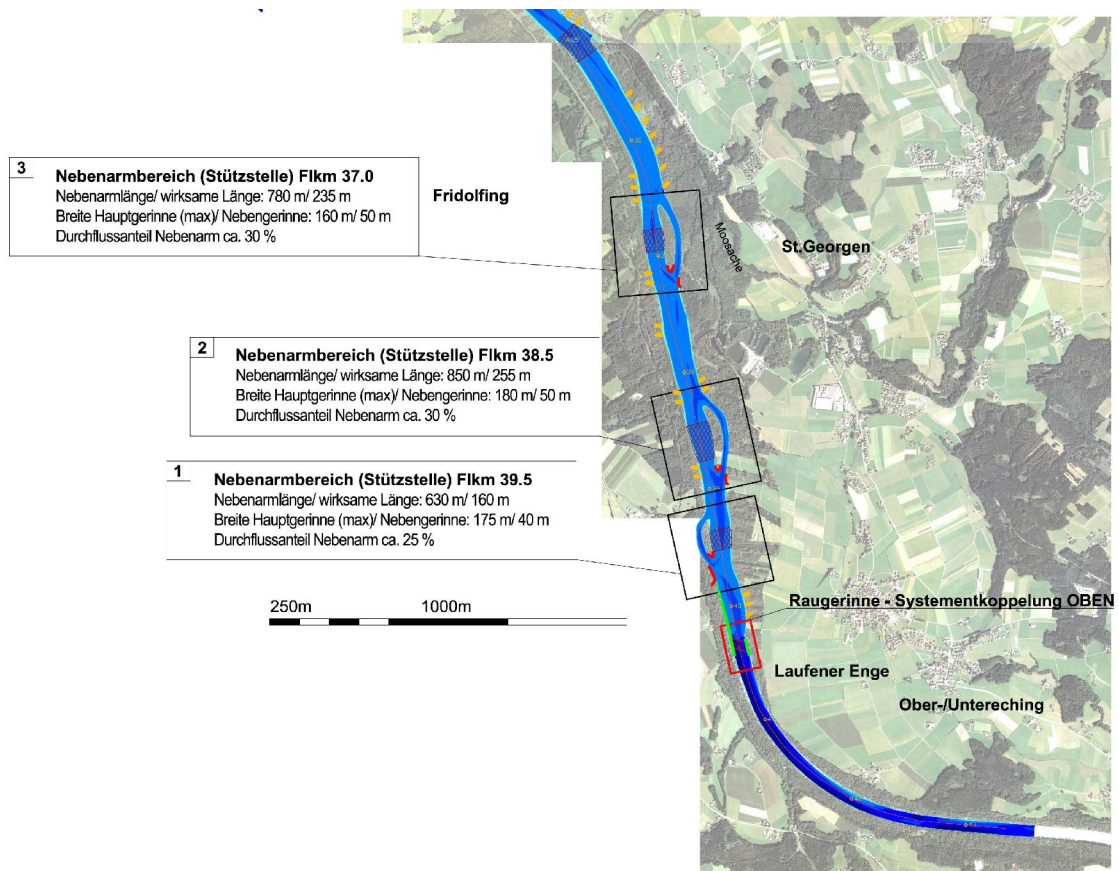 3
Nebenarmbereich (Stützstelle) Flkm 37.0
Nebenarmlänge/ wirksame Länge: 780 m/ 235 m
Breite Hauptgerinne (max)/ Nebengerinne: 160 m/ 50 m
Durchflussanteil Nebenarm ca. 30 %
Fridolfing
Moosache
St.Georgen
2
Nebenarmbereich (Stützstelle) Flkm 38.5
Nebenarmlänge/ wirksame Länge: 850 m/ 255 m
Breite Hauptgerinne (max)/ Nebengerinne: 180 m/ 50 m
Durchflussanteil Nebenarm ca. 30 %
1
Nebenarmbereich (Stützstelle) Flkm 39.5
Nebenarmlänge/ wirksame Länge: 630 m/ 160 m
Breite Hauptgerinne (max)/ Nebengerinne: 175 m/ 40 m
Durchflussanteil Nebenarm ca. 25 %
250m 1000m
Raugerinne - Systementkoppelung OBEN
Laufener Enge
Ober-/Untereching